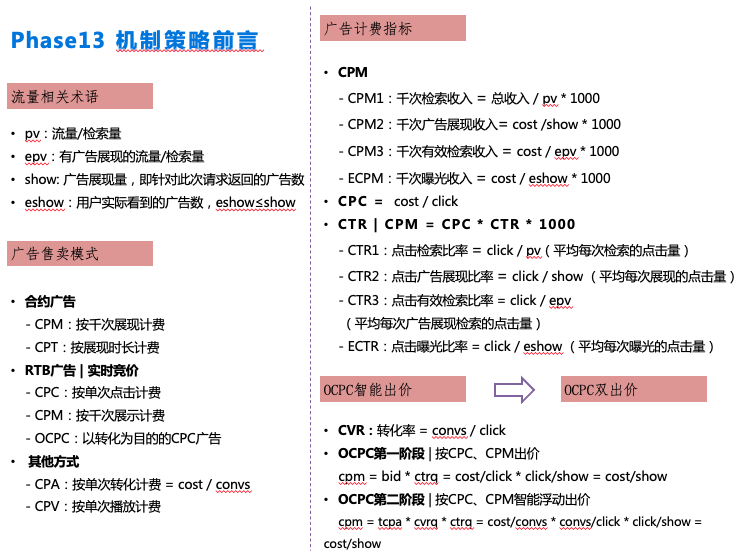 Phase13 机制策略前言
流量相关术语
• pv：流量/检索量
• epv：有广告展现的流量/检索量
• show: 广告展现量，即针对此次请求返回的广告数
• eshow：用户实际看到的广告数，eshow≤show
广告售卖模式
• 合约广告
- CPM：按千次展现计费
- CPT：按展现时长计费
• RTB广告 | 实时竞价
- CPC：按单次点击计费
- CPM：按千次展示计费
- OCPC：以转化为目的的CPC广告
• 其他方式
- CPA：按单次转化计费 = cost / convs
- CPV：按单次播放计费
广告计费指标
• CPM
- CPM1：千次检索收入 ＝ 总收入 / pv * 1000
- CPM2：千次广告展现收入＝ cost /show * 1000
- CPM3：千次有效检索收入 ＝ cost / epv * 1000
- ECPM：千次曝光收入 ＝ cost / eshow * 1000
• CPC ＝ cost / click
• CTR | CPM = CPC * CTR * 1000
- CTR1：点击检索比率 = click / pv（平均每次检索的点击量）
- CTR2：点击广告展现比率 = click / show （平均每次展现的点击量）
- CTR3：点击有效检索比率 = click / epv
（平均每次广告展现检索的点击量）
- ECTR：点击曝光比率 = click / eshow （平均每次曝光的点击量）
OCPC智能出价
OCPC双出价
• CVR：转化率 = convs / click
• OCPC第一阶段 | 按CPC、CPM出价
cpm = bid * ctrq = cost/click * click/show = cost/show
• OCPC第二阶段 | 按CPC、CPM智能浮动出价
cpm = tcpa * cvrq * ctrq = cost/convs * convs/click * click/show =
cost/show